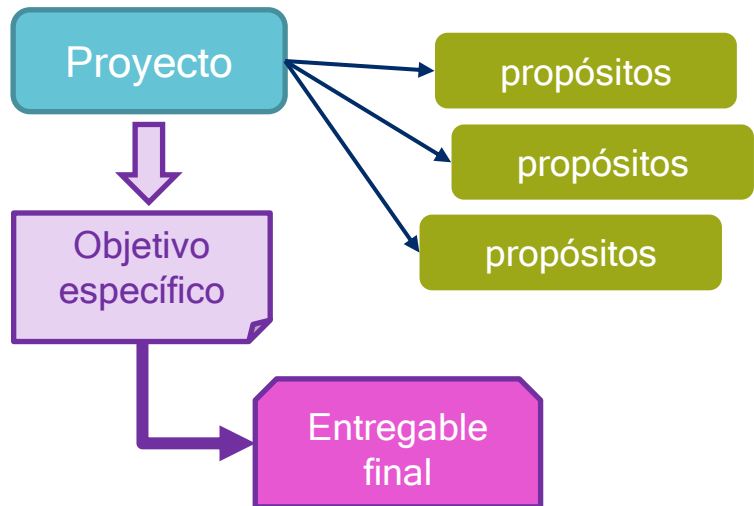 Proyecto
propósitos
propósitos
propósitos
Objetivo
específico
Entregable
final